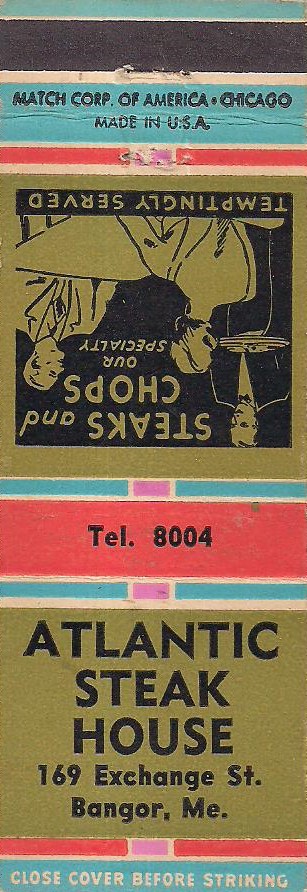 MATCH CORP. OF AMERICA • CHICAGO
MADE IN U.S.A.
STEAKS and
CHOPS
OUR
SPECIALTY
TEMPTINGLY SERVED
Tel. 8004
ATLANTIC
STEAK
HOUSE
169 Exchange St.
Bangor, Me.
CLOSE COVER BEFORE STRIKING